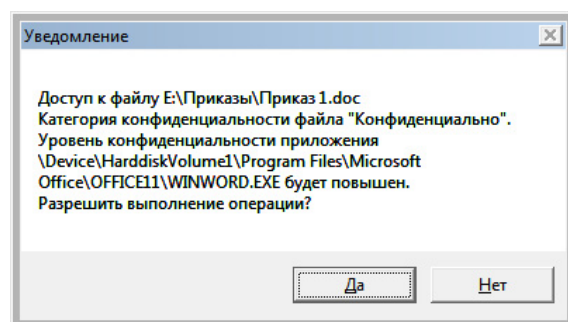 Уведомление
Доступ к файлу E:\Приказы\Приказ 1.doc
Категория конфиденциальности файла "Конфиденциально".
Уровень конфиденциальности приложения
\Device\HarddiskVolume1\Program Files\Microsoft
Office\OFFICE11\WINWORD.EXE будет повышен.
Разрешить выполнение операции?
Да Нет